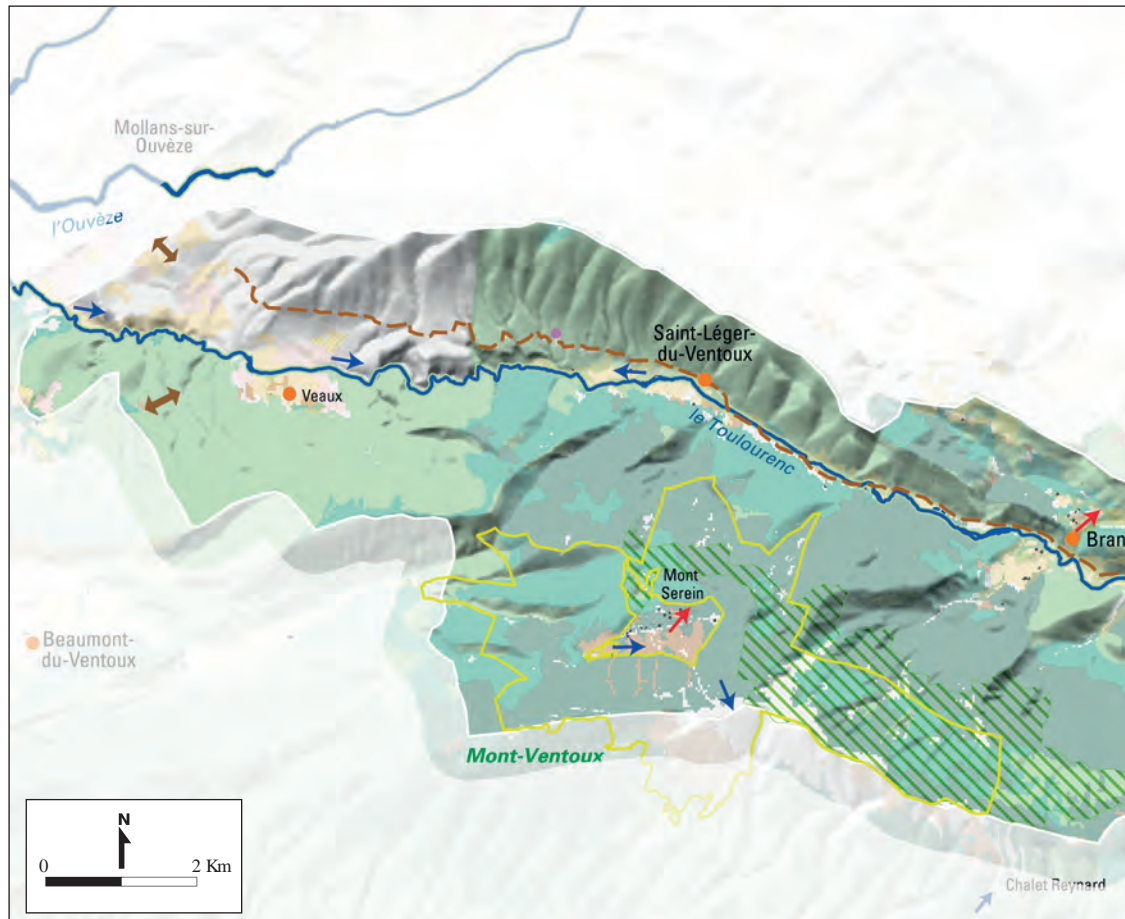 Mollans-sur-
Ouvèze
l'Ouvèze
Saint-Léger-
du-Ventoux
Veaux
le Toulourenc
Bran
Mont
Serein
Beaumont-
du-Ventoux
Mont-Ventoux
N
0 2 Km
Chalet Reynard